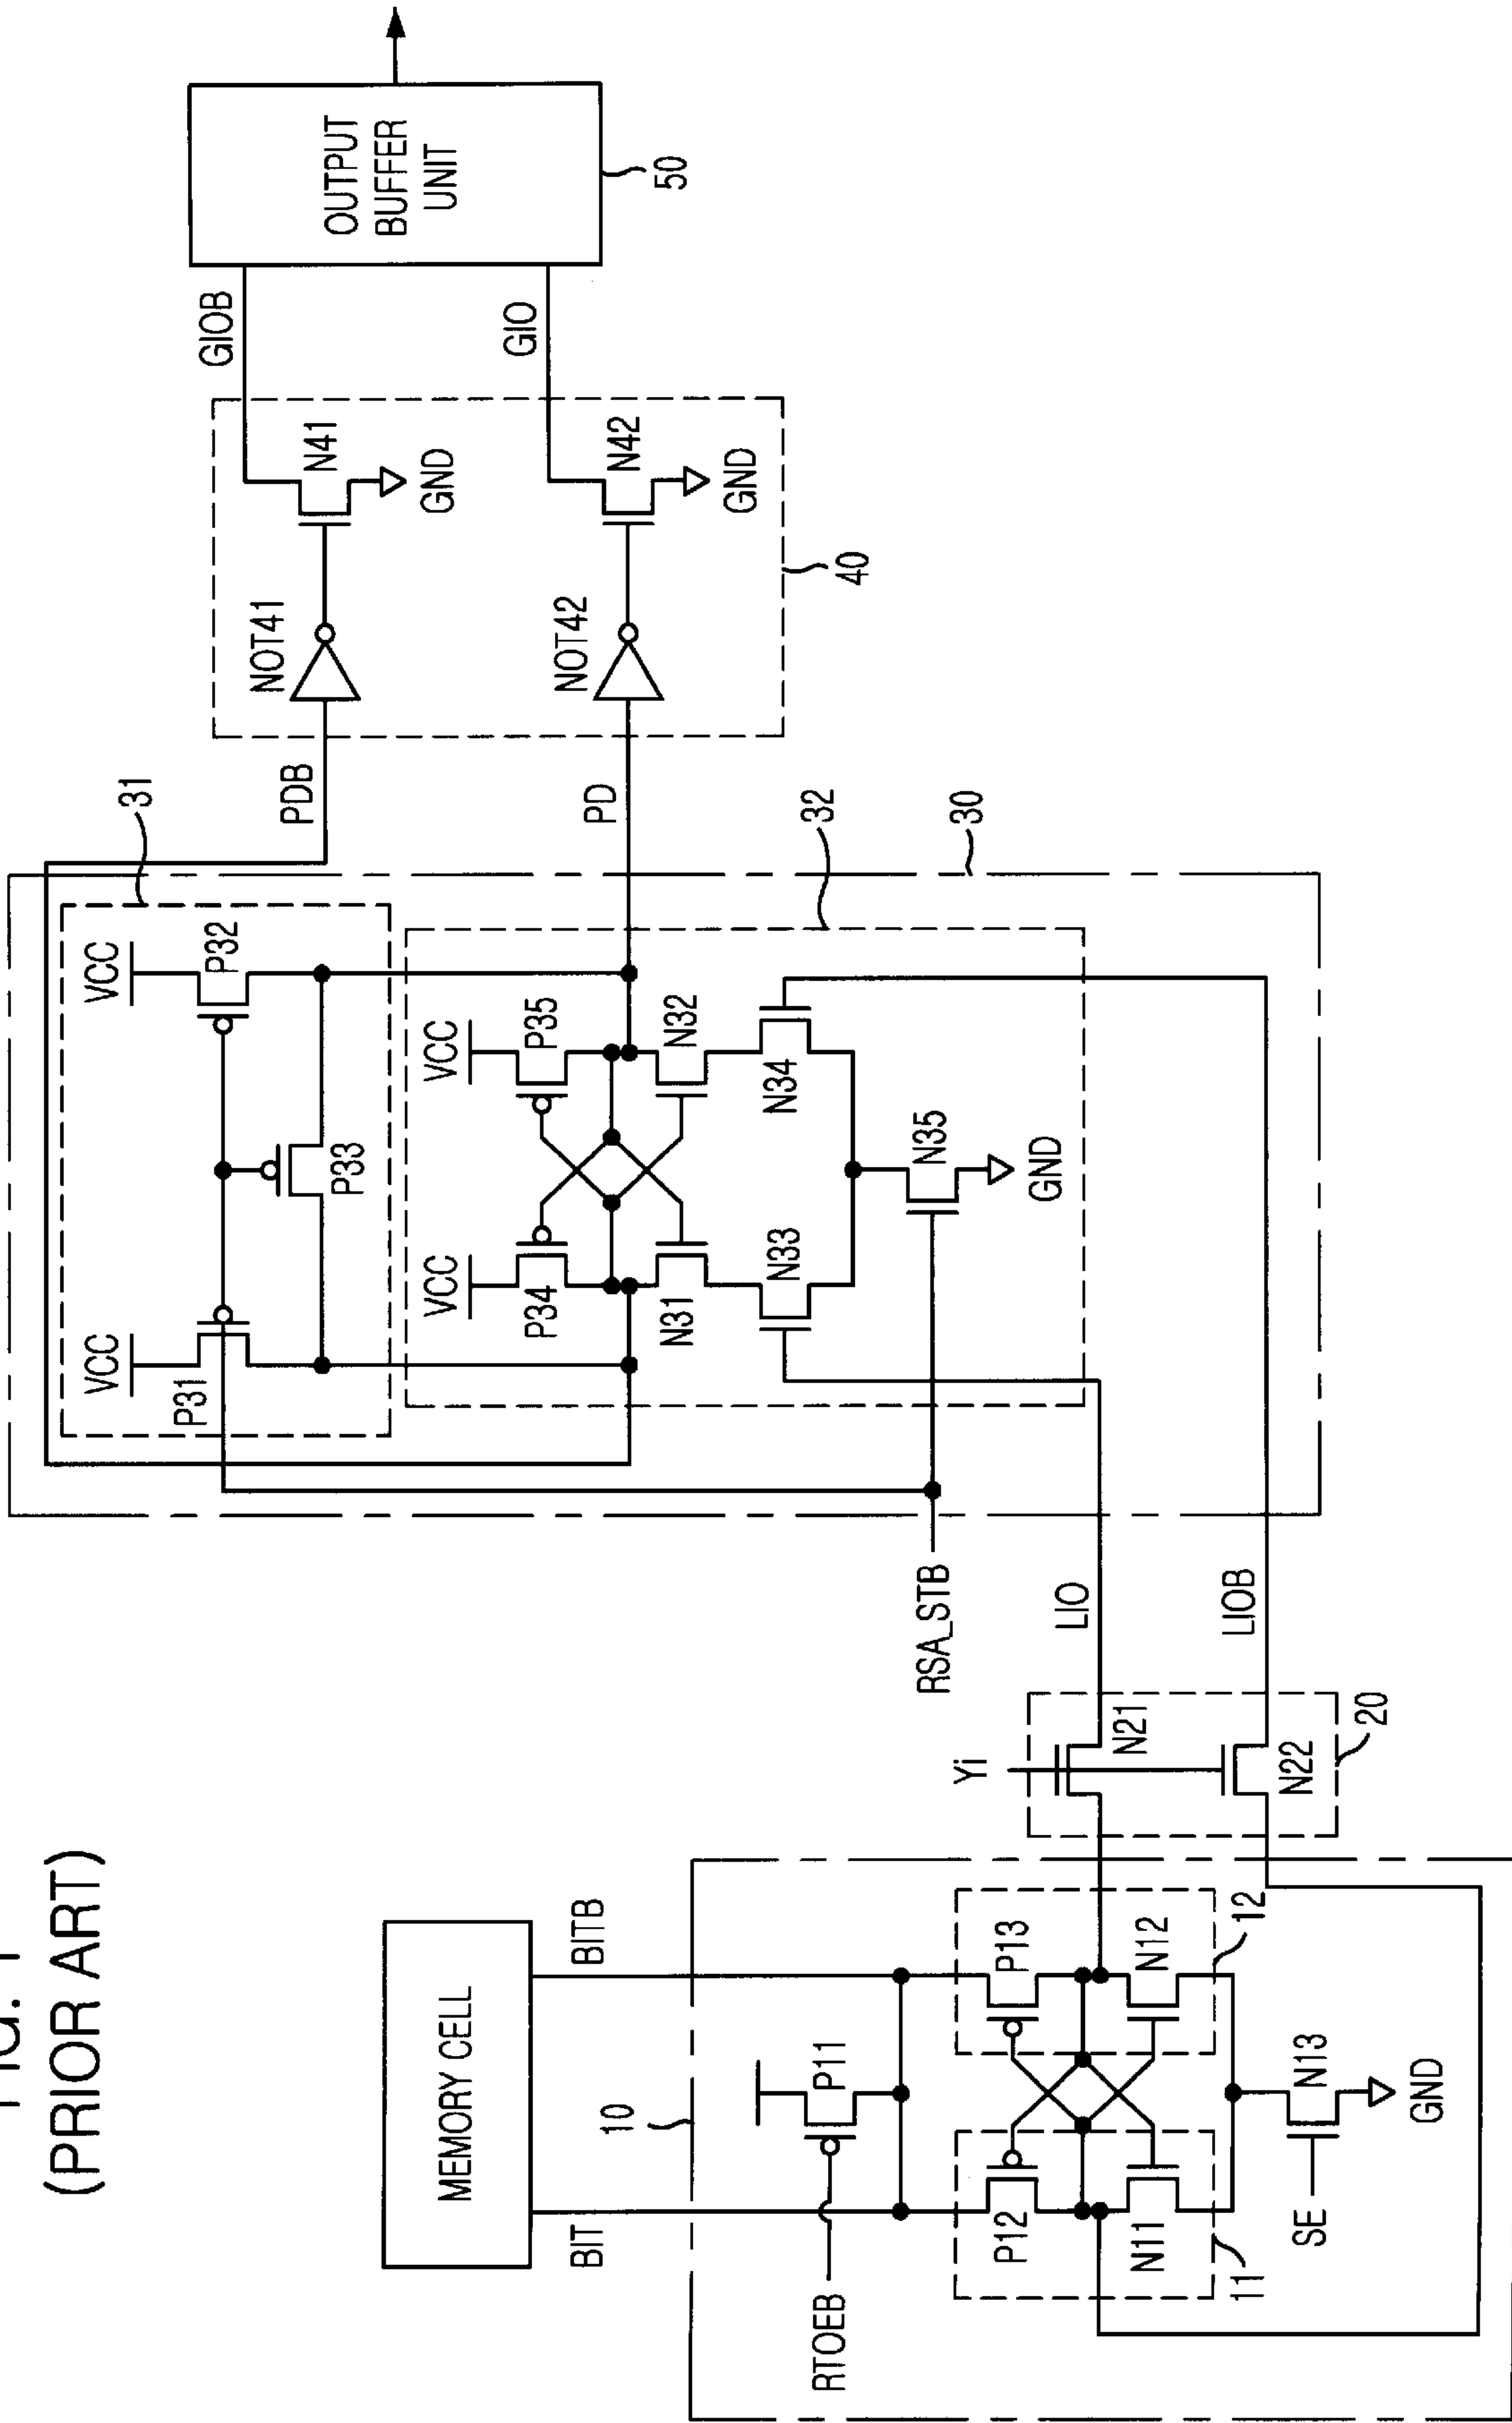 FIG. 1
(PRIOR ART)
MEMORY CELL
BIT
BITB
10
P11
RTOEB
P12
P13
N11
N12
11
12
SE
N13
GND
Yi
N21
N22
20
LIO
LIOB
RSA_STB
31
VCC
VCC
P31
P32
P33
VCC
VCC
P34
P35
N31
N32
N33
N34
N35
GND
32
30
PDB
PD
NOT41
N41
GND
NOT42
N42
GND
40
GIOB
GIO
OUTPUT
BUFFER
UNIT
50